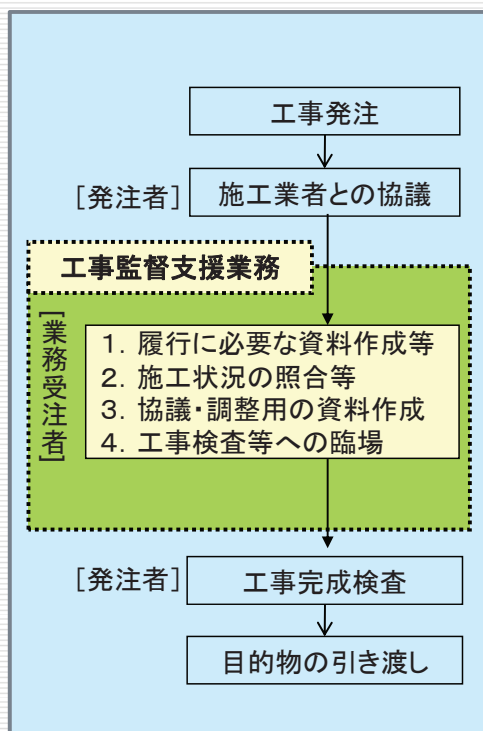 工事発注
[発注者]
施工業者との協議
工事監督支援業務
[業務受注者]
1. 履行に必要な資料作成等
2. 施工状況の照合等
3. 協議・調整用の資料作成
4. 工事検査等への臨場
[発注者]
工事完成検査
目的物の引き渡し